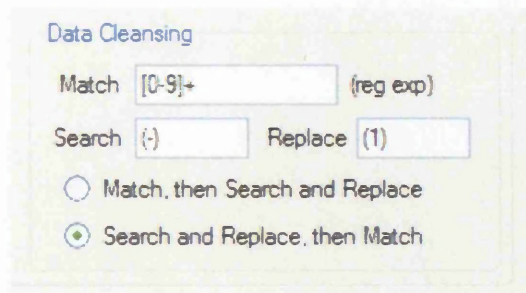 Data Cleansing
Match [0-9]+ (reg exp)
Search (-) Replace (1)
Match, then Search and Replace
Search and Replace, then Match